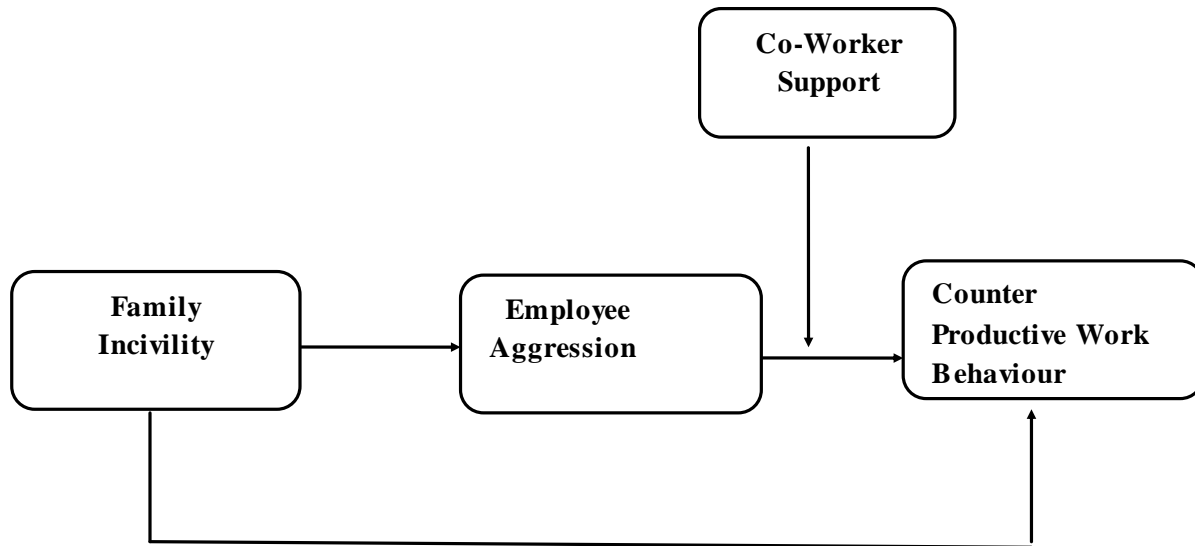 Co-Worker
Support
Family
Incivility
Employee
Aggression
Counter
Productive Work
Behaviour